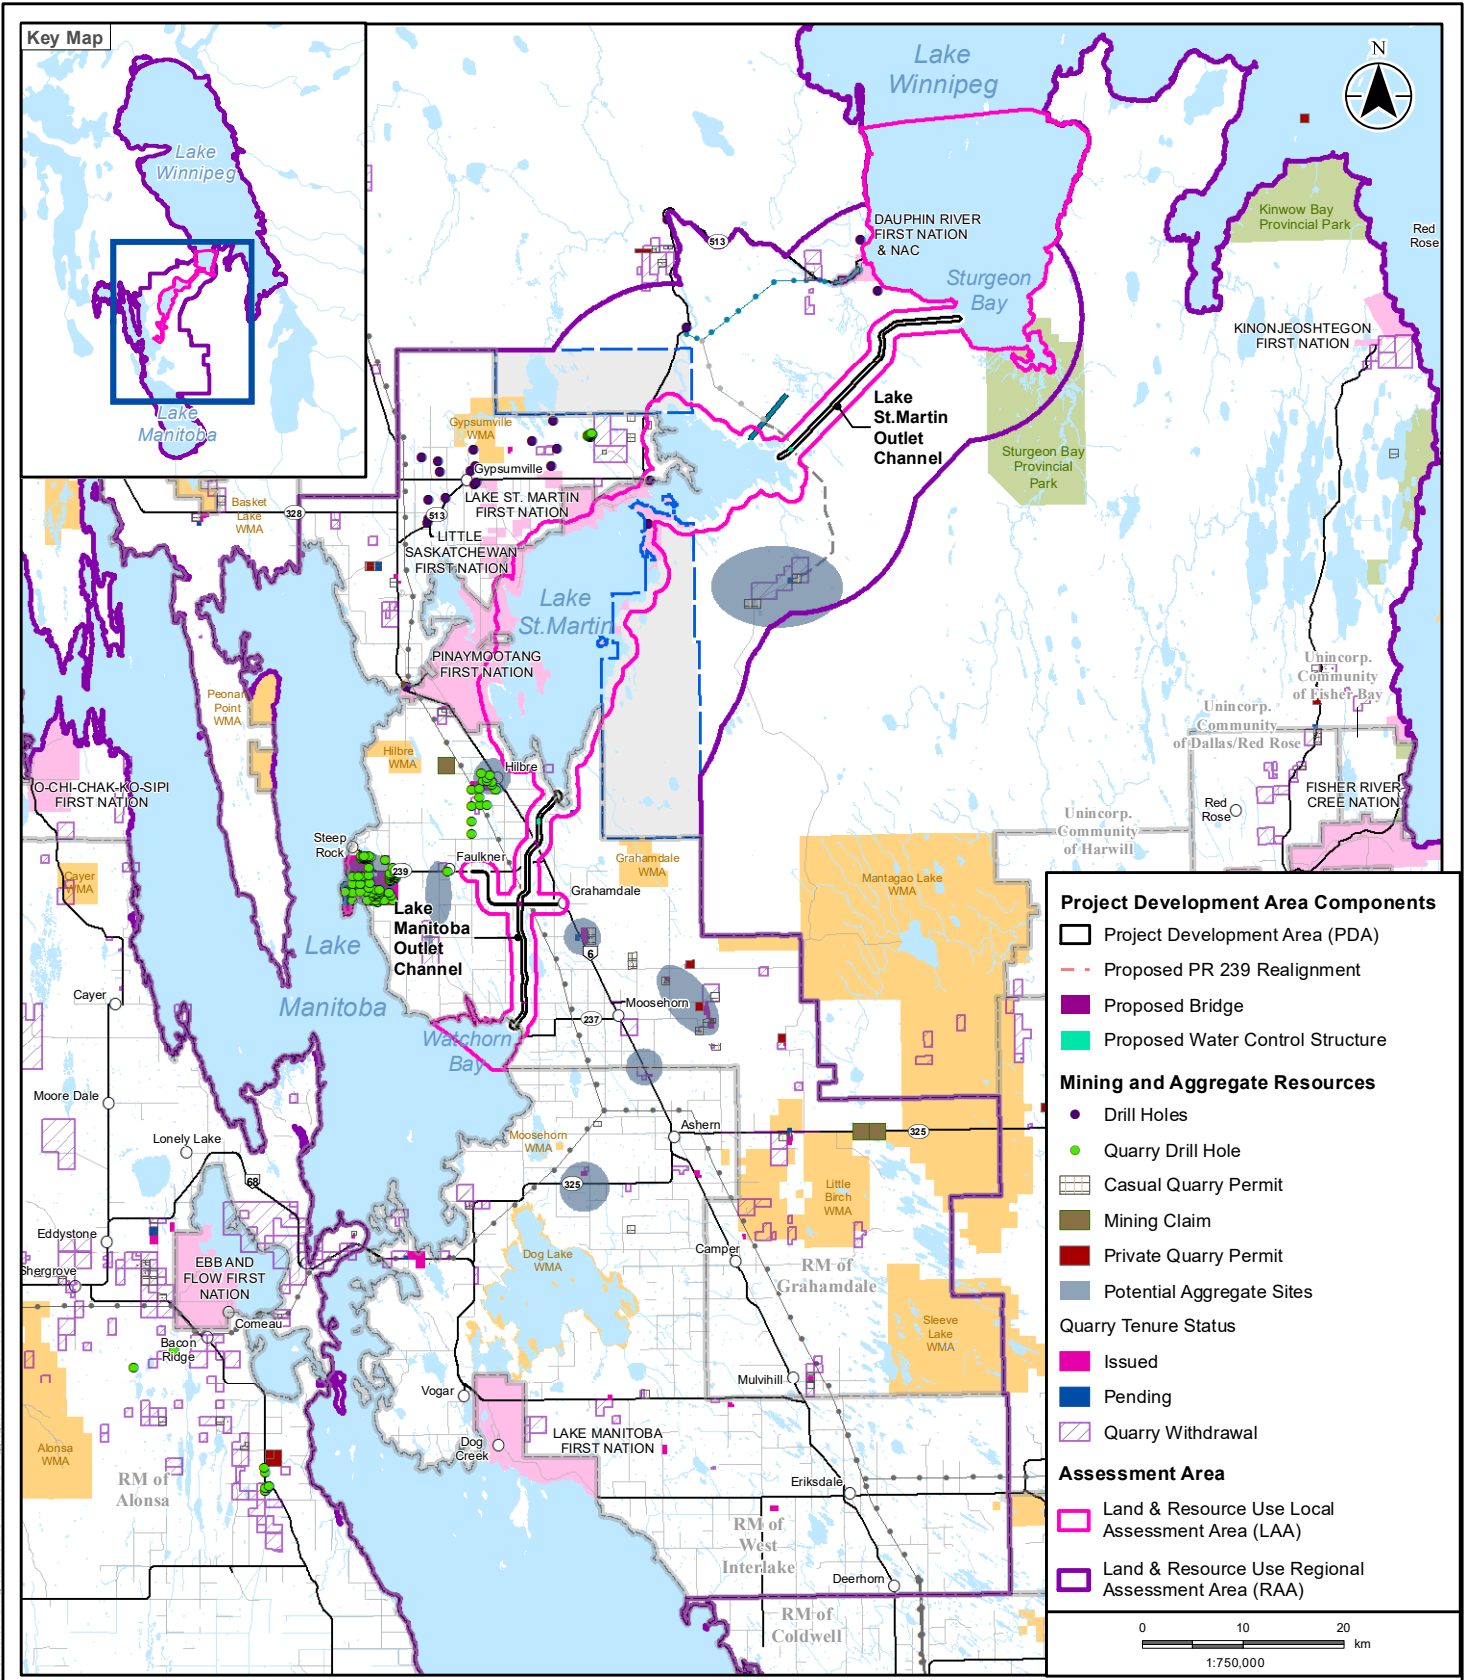 Key Map
Lake
Winnipeg
Lake
Manitoba
Lake
Winnipeg
N
Kinwow Bay
Provincial Park
Red
Rose
DAUPHIN RIVER
FIRST NATION
& NAC
513
Sturgeon
Bay
KINONJEOSHTEGON
FIRST NATION
Lake
St.Martin
Outlet
Channel
Sturgeon Bay
Provincial
Park
Gypsumville
WMA
Gypsumville
LAKE ST. MARTIN
FIRST NATION
513
LITTLE
SASKATCHEWAN
FIRST NATION
Basket
Lake
WMA
328
Lake
St.Martin
PINAYMOOTANG
FIRST NATION
Peonan
Point
WMA
Hilbre
WMA
Hilbre
O-CHI-CHAK-KO-SIPI
FIRST NATION
Unincorp.
Community
of Fisher Bay
Unincorp.
Community
of Dallas/Red Rose
FISHER RIVER
CREE NATION
Red
Rose
Unincorp.
Community
of Harwill
Steep
Rock
239
Faulkner
Grahamdale
WMA
Grahamdale
Mantagao Lake
WMA
Cayer
WMA
Lake
Manitoba
Outlet
Channel
6
Lake
Manitoba
Cayer
Moosehorn
237
Watchorn
Bay
Moore Dale
Lonely Lake
Moosehorn
WMA
Ashern
325
68
325
Little
Birch
WMA
Eddystone
Shergrove
EBB AND
FLOW FIRST
NATION
Dog Lake
WMA
Camper
RM of
Grahamdale
Comeau
Bacon
Ridge
Sleeve
Lake
WMA
Vogar
Mulvihill
Dog
Creek
LAKE MANITOBA
FIRST NATION
Alonsa
WMA
RM of
Alonsa
Eriksdale
RM of
West
Interlake
Deerhorn
RM of
Coldwell
Project Development Area Components
Project Development Area (PDA)
Proposed PR 239 Realignment
Proposed Bridge
Proposed Water Control Structure
Mining and Aggregate Resources
Drill Holes
Quarry Drill Hole
Casual Quarry Permit
Mining Claim
Private Quarry Permit
Potential Aggregate Sites
Quarry Tenure Status
Issued
Pending
Quarry Withdrawal
Assessment Area
Land & Resource Use Local
Assessment Area (LAA)
Land & Resource Use Regional
Assessment Area (RAA)
0 10 20
km
1:750,000